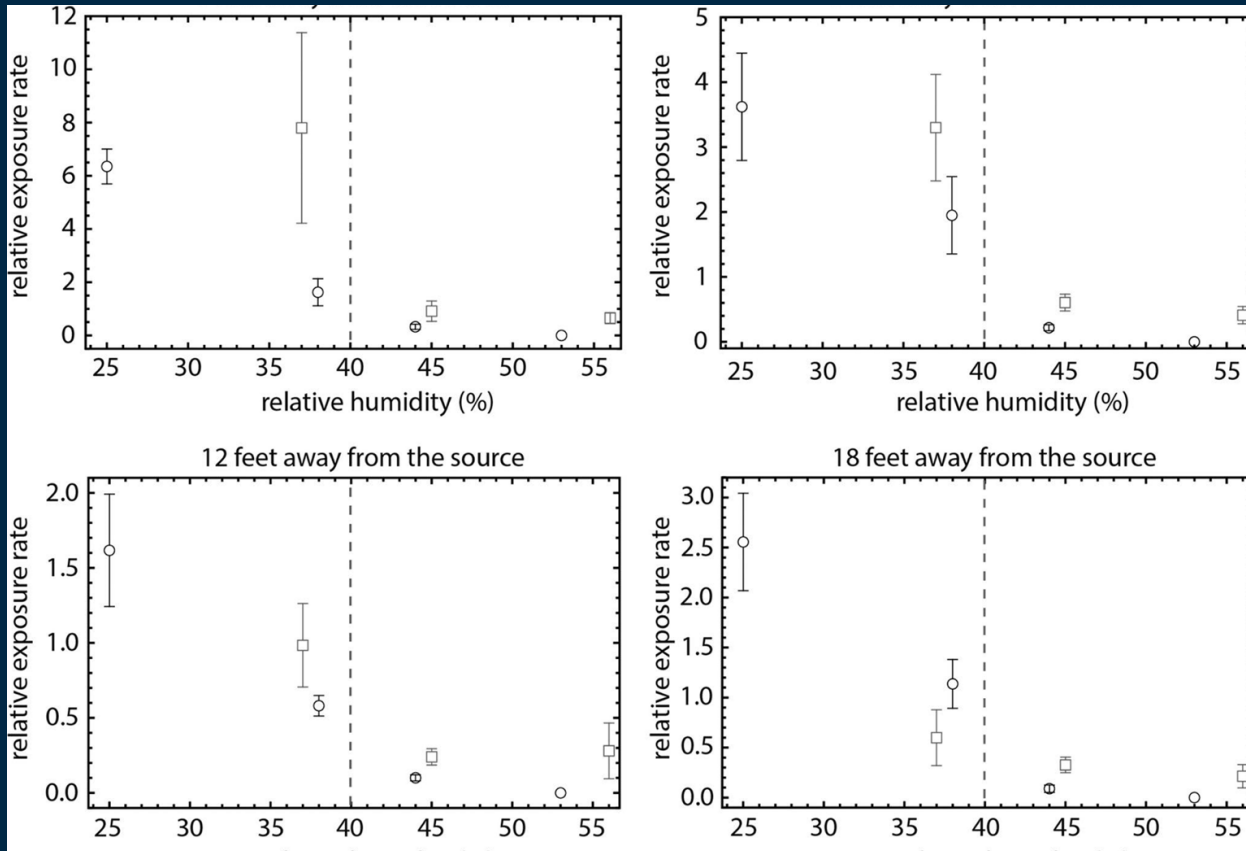 12
10
8
6
4
2
0
relative exposure rate
25 30 35 40 45 50 55
relative humidity (%)
5
4
3
2
1
0
relative exposure rate
25 30 35 40 45 50 55
relative humidity (%)
12 feet away from the source
2.0
1.5
1.0
0.5
0.0
relative exposure rate
25 30 35 40 45 50 55
18 feet away from the source
3.0
2.5
2.0
1.5
1.0
0.5
0.0
relative exposure rate
25 30 35 40 45 50 55